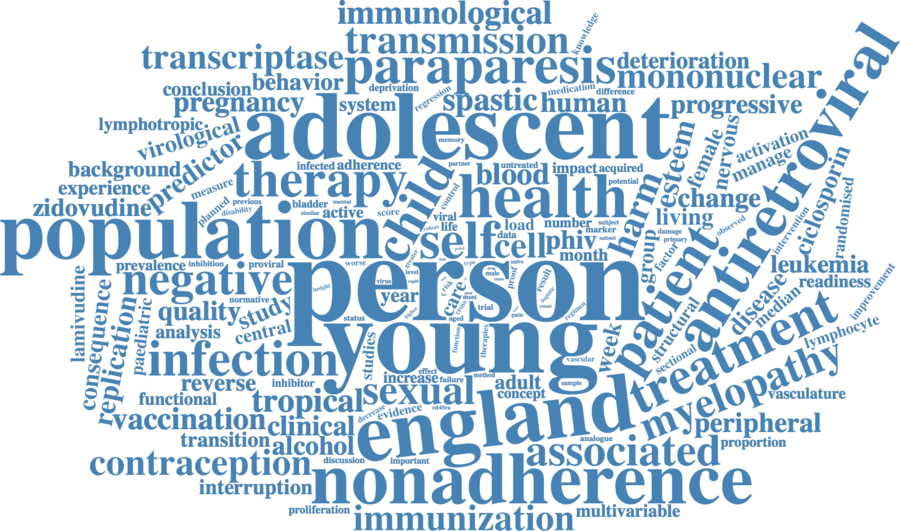 immunological
knowledge
transmission
transcriptase
paraparesis
deterioration
mononuclear
conclusion
behavior
deprivation
medication
difference
pregnancy
system
regression
spastic
human
progressive
lymphotropic
virological
adolescent
memory
esteem
female
nervous
activation
manage
antiretroviral
background
predictor
infected
adherence
partner
untreated
blood
impact
acquired
experience
measure
therapy
child
control
health
potential
harm
change
ciclosporin
randomised
zidovudine
planned
previous
disability
bladder
mental
similar
active
score
viral
life
cohort
load
number
subject
marker
subset
living
damage
primary
observed
intervention
population
self
data
cell
phiv
month
group
factor
patient
prevalence
inhibition
proviral
worse
person
leukemia
readiness
improvement
lamivudine
negative
normative
insight
virus
level
rapid
year
higher
care
cross
trial
male
proof
naive
result
logistic
count
regimen
pain
structural
disease
median
consequence
replication
paediatric
quality
study
central
status
aged
young
function
therapies
vascular
week
sectional
treatment
lymphocyte
analysis
infection
studies
effect
increase
failure
method
adult
concept
sample
myelopathy
vasculature
reverse
inhibitor
sexual
functional
tropical
decrease
evidence
cd4fra
england
peripheral
vaccination
clinical
transition
alcohol
discussion
important
analogue
associated
proportion
contraception
nonadherence
interruption
proliferation
immunization
multivariable